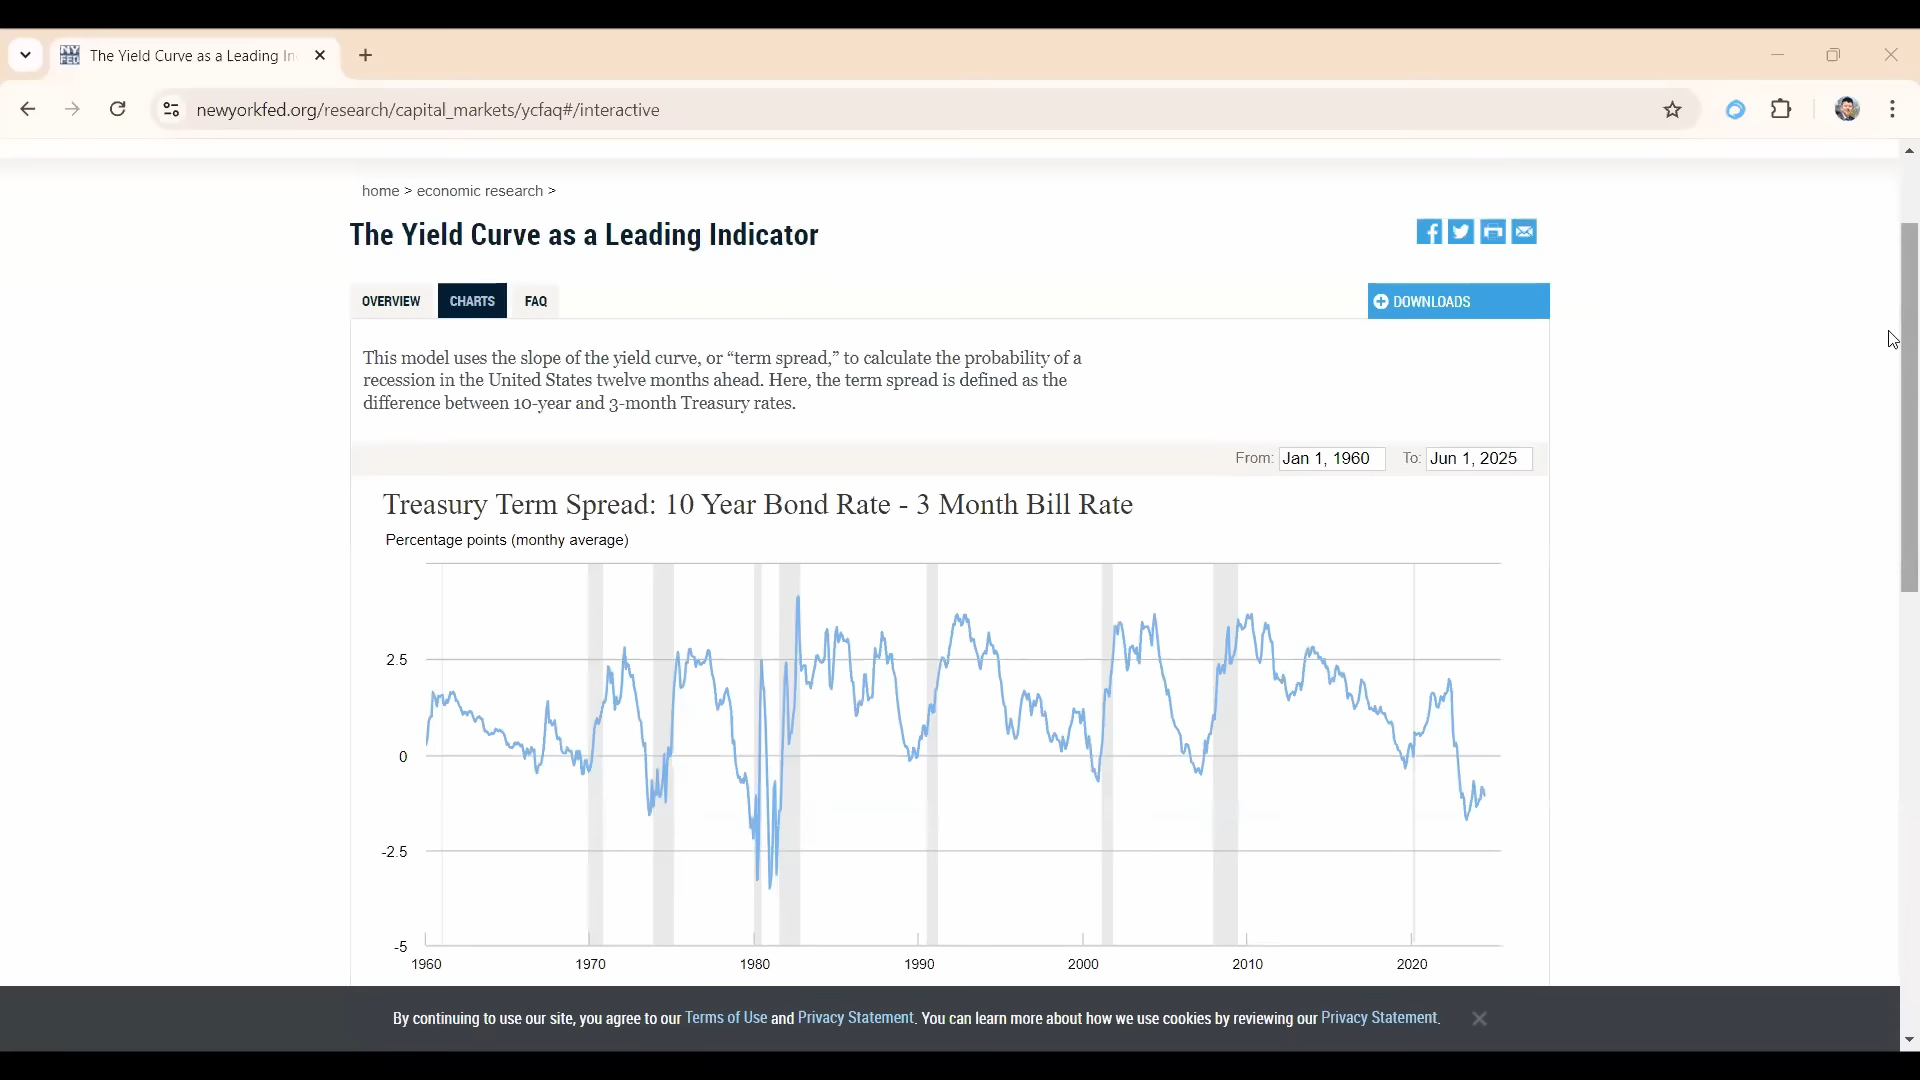 NY
FED
The Yield Curve as a Leading In
newyorkfed.org/research/capital_markets/ycfaq#/interactive
home > economic research >
The Yield Curve as a Leading Indicator
OVERVIEW CHARTS FAQ
DOWNLOADS
This model uses the slope of the yield curve, or “term spread,” to calculate the probability of a
recession in the United States twelve months ahead. Here, the term spread is defined as the
difference between 10-year and 3-month Treasury rates.
From: Jan 1, 1960 To: Jun 1, 2025
Treasury Term Spread: 10 Year Bond Rate - 3 Month Bill Rate
Percentage points (monthy average)
2.5
0
-2.5
-5
1960 1970 1980 1990 2000 2010 2020
By continuing to use our site, you agree to our Terms of Use and Privacy Statement. You can learn more about how we use cookies by reviewing our Privacy Statement.